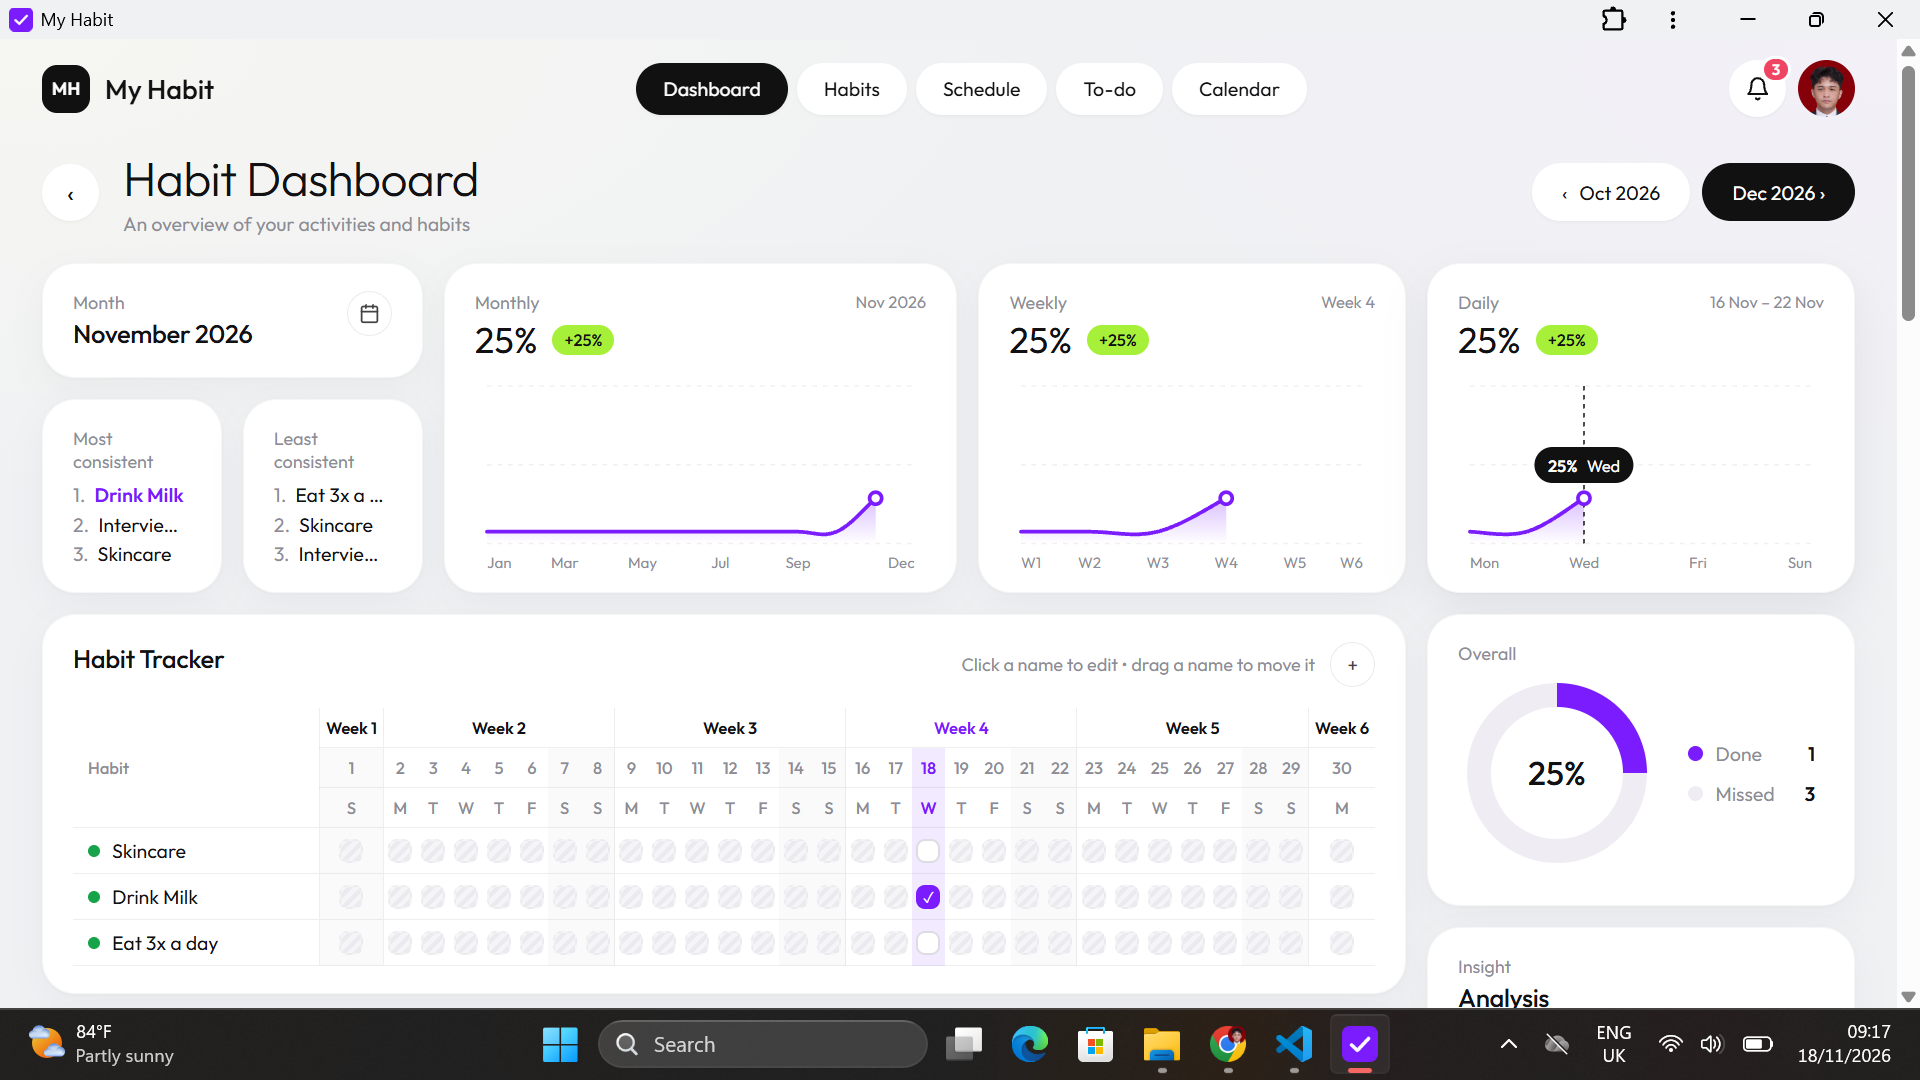 My Habit
MH My Habit
Dashboard Habits Schedule To-do Calendar
3
‹ Habit Dashboard
An overview of your activities and habits
‹ Oct 2026 Dec 2026 ›
Month
November 2026
Most consistent
1. Drink Milk
2. Intervie...
3. Skincare
Least consistent
1. Eat 3x a ...
2. Skincare
3. Intervie...
Monthly Nov 2026
25% +25%
Jan Mar May Jul Sep Dec
Weekly Week 4
25% +25%
W1 W2 W3 W4 W5 W6
Daily 16 Nov – 22 Nov
25% +25%
25% Wed
Mon Wed Fri Sun
Habit Tracker
Click a name to edit • drag a name to move it +
Week 1 Week 2 Week 3 Week 4 Week 5 Week 6
Habit 1 2 3 4 5 6 7 8 9 10 11 12 13 14 15 16 17 18 19 20 21 22 23 24 25 26 27 28 29 30
S M T W T F S S M T W T F S S M T W T F S S M T W T F S S M
Skincare
Drink Milk
Eat 3x a day
Overall
25%
Done 1
Missed 3
Insight
Analysis
84°F
Partly sunny
Search
ENG
UK
09:17
18/11/2026